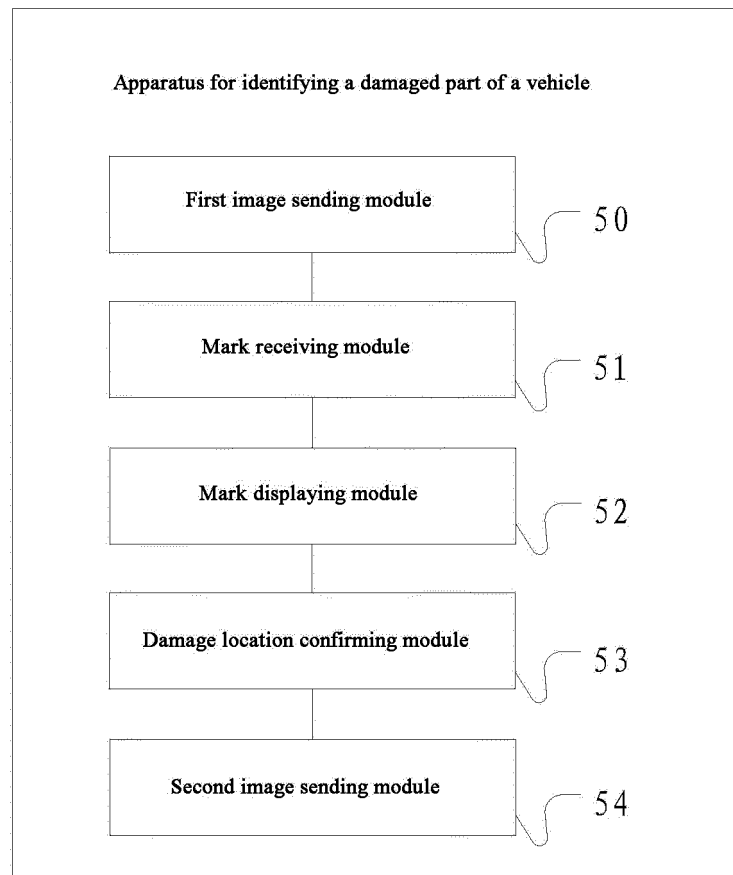 Apparatus for identifying a damaged part of a vehicle
First image sending module
50
Mark receiving module
51
Mark displaying module
52
Damage location confirming module
53
Second image sending module
54